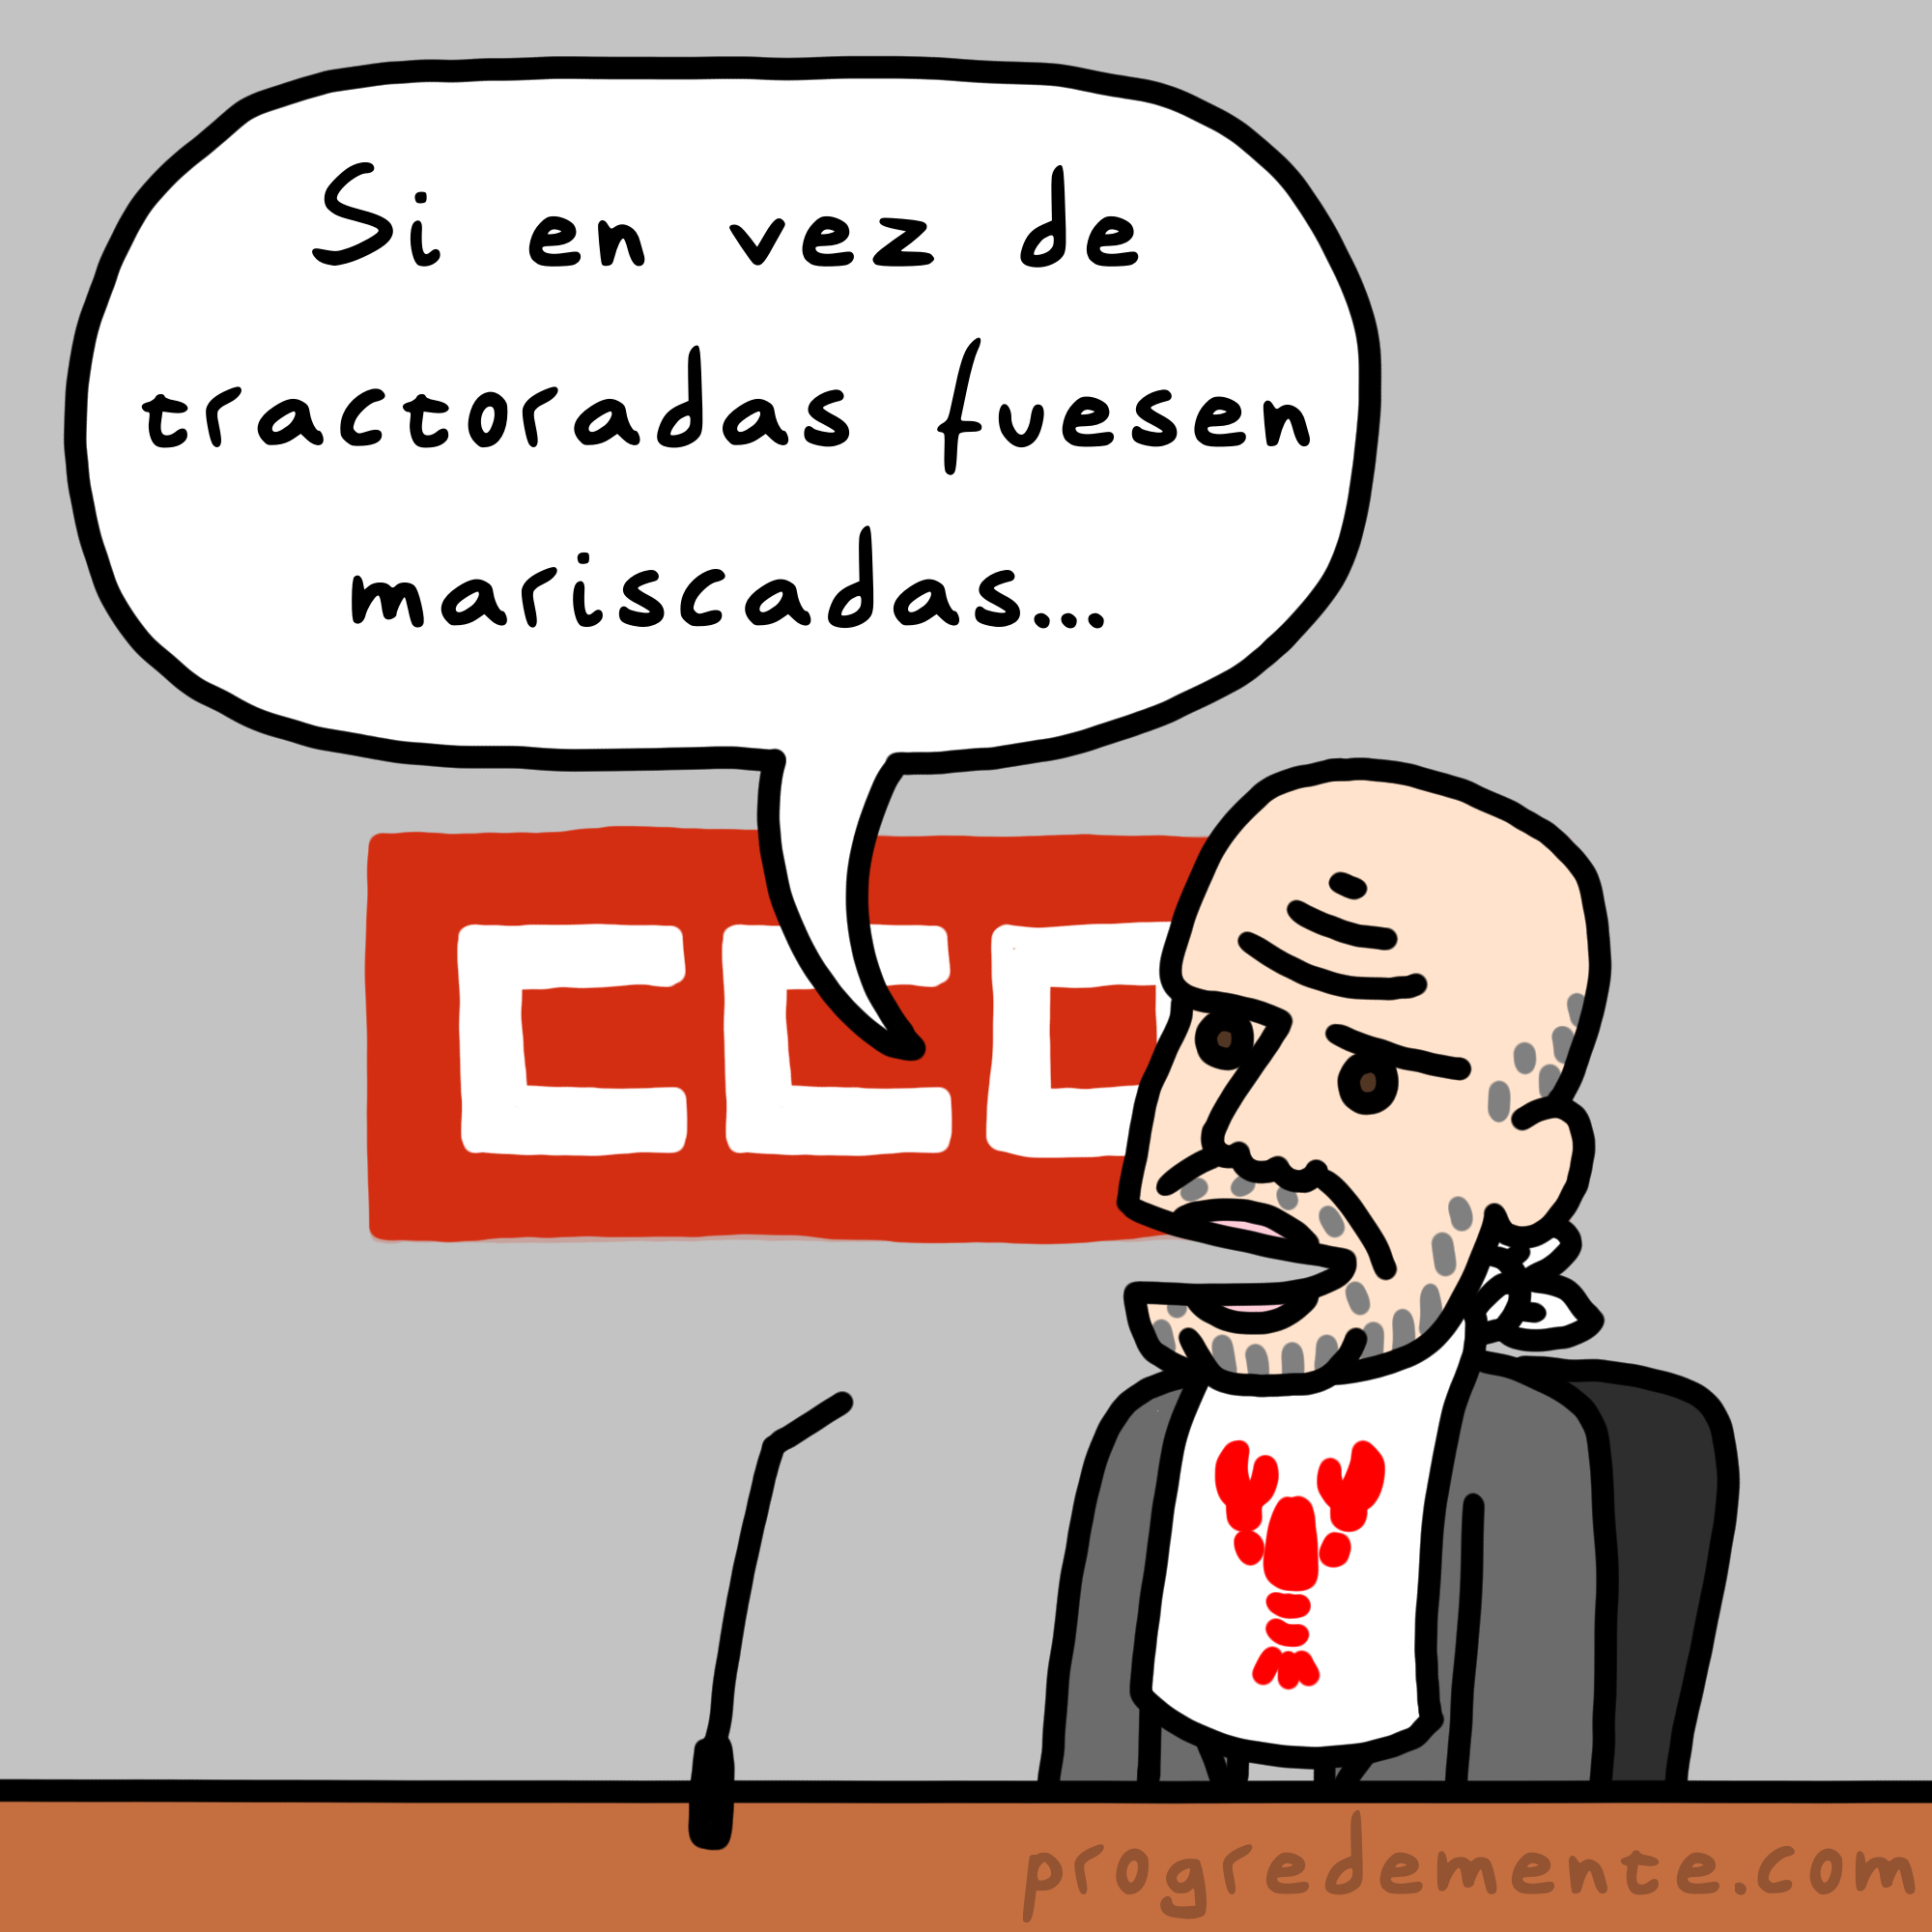 Si en vez de
tractoradas fuesen
mariscadas....
CCO
progredemente.com